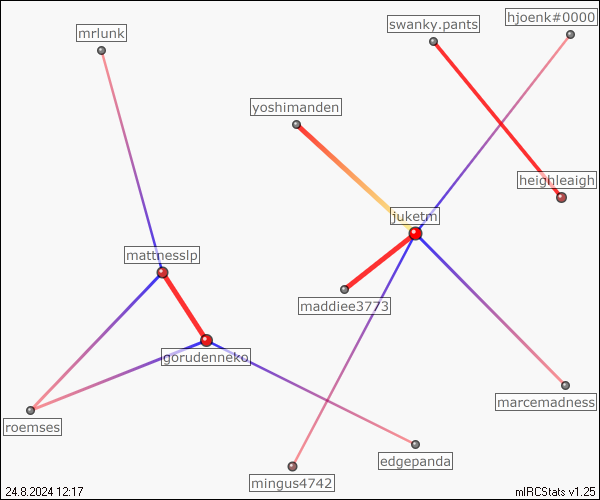 hjoenk#0000
swanky.pants
mrlunk
yoshimanden
heighleaigh
juketm
mattnesslp
maddiee3773
gorudenneko
marcemadness
roemses
edgepanda
mingus4742
24.8.2024 12:17
mIRCStats v1.25